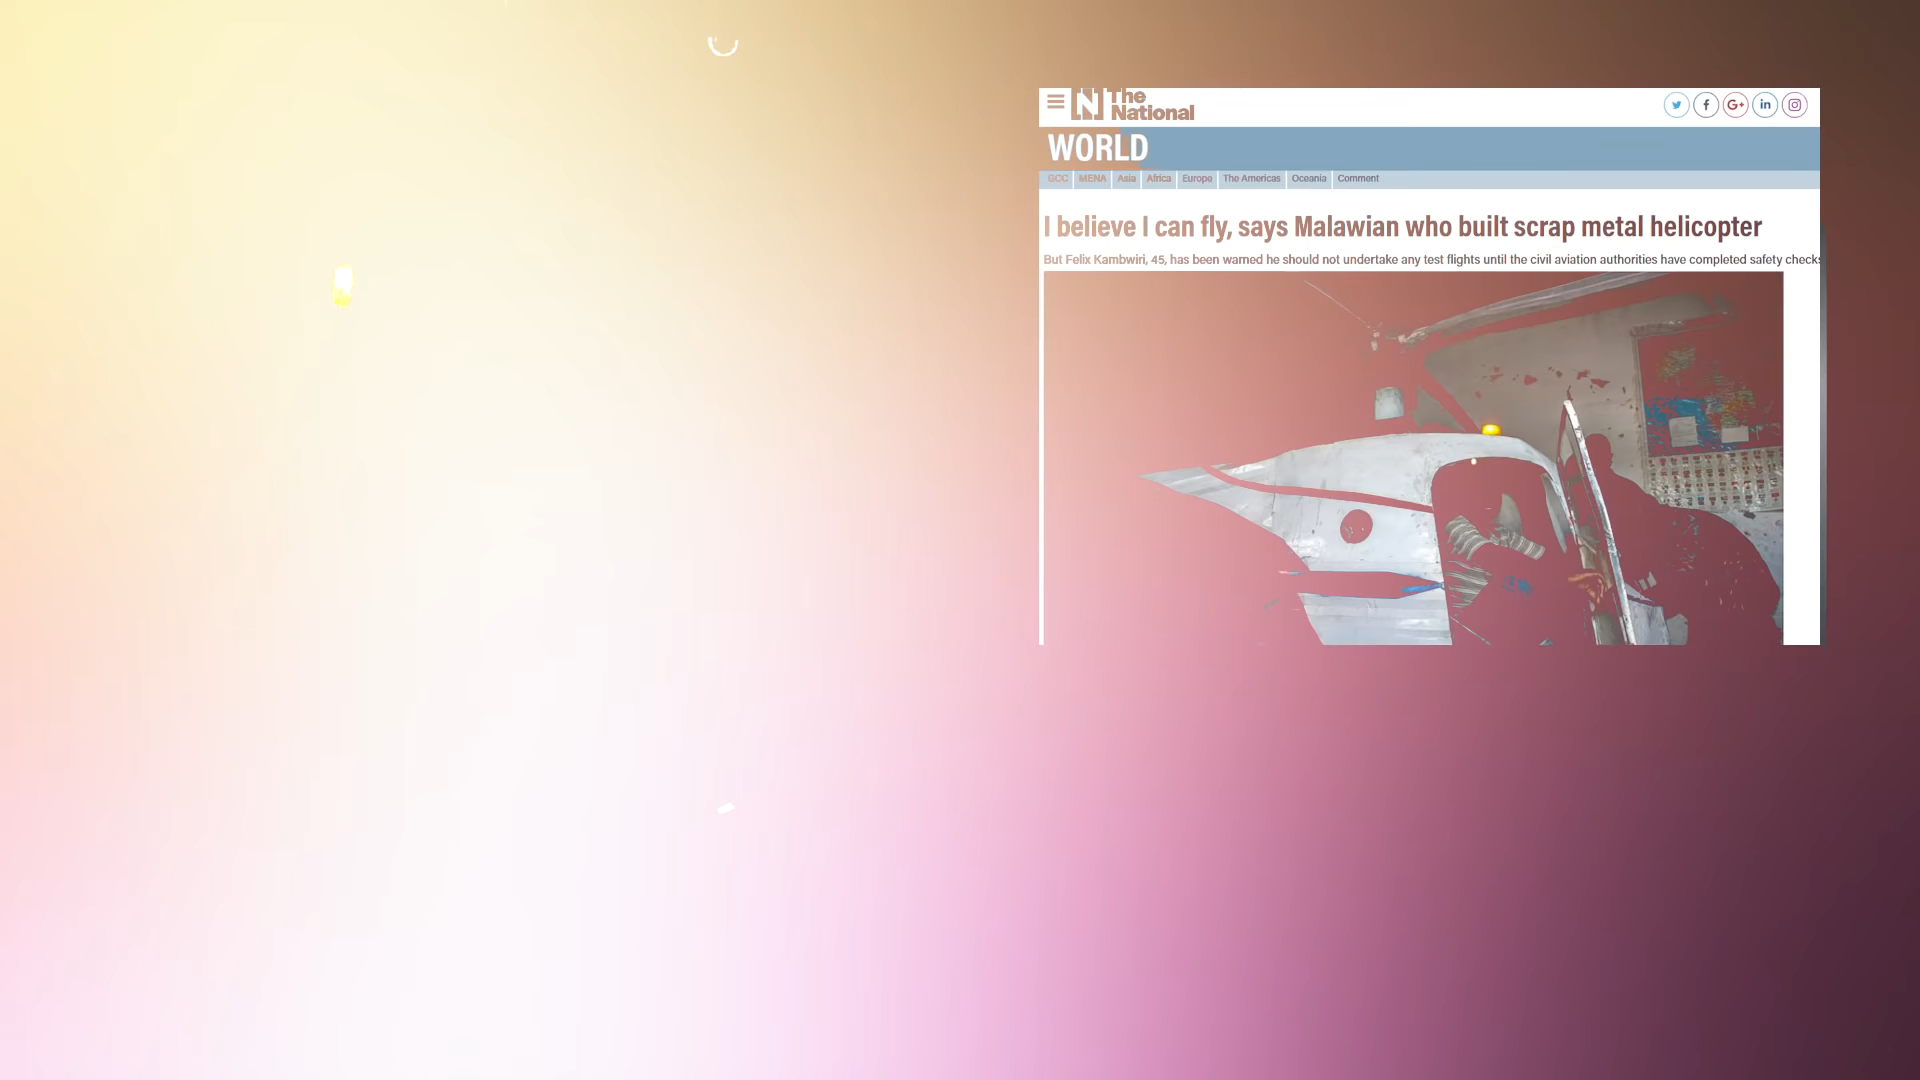 The
National
WORLD
GCC MENA Asia Africa Europe The Americas Oceania Comment
I believe I can fly, says Malawian who built scrap metal helicopter
But Felix Kambwiri, 45, has been warned he should not undertake any test flights until the civil aviation authorities have completed safety checks